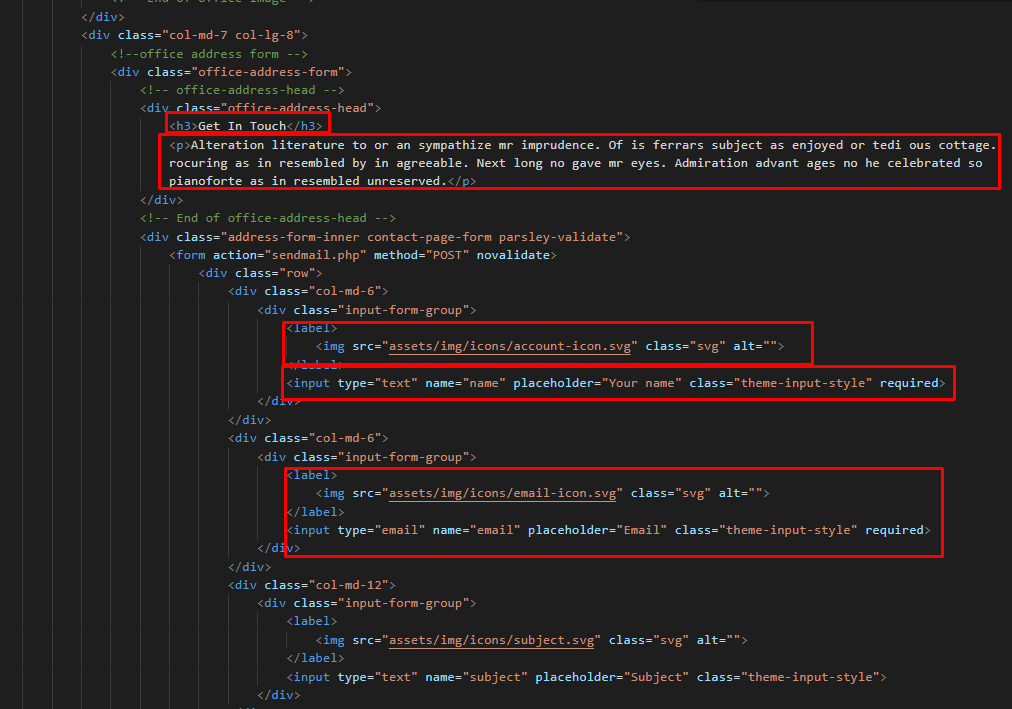 </div>
<div class="col-md-7 col-lg-8">
<!--office address form -->
<div class="office-address-form">
<!-- office-address-head -->
<div class="office-address-head">
<h3>Get In Touch</h3>
<p>Alteration literature to or an sympathize mr imprudence. Of is ferrars subject as enjoyed or tedi ous cottage.
rocuring as in resembled by in agreeable. Next long no gave mr eyes. Admiration advant ages no he celebrated so
pianoforte as in resembled unreserved.</p>
</div>
<!-- End of office-address-head -->
<div class="address-form-inner contact-page-form parsley-validate">
<form action="sendmail.php" method="POST" novalidate>
<div class="row">
<div class="col-md-6">
<div class="input-form-group">
<label>
<img src="assets/img/icons/account-icon.svg" class="svg" alt="">
</label>
<input type="text" name="name" placeholder="Your name" class="theme-input-style" required>
</div>
</div>
<div class="col-md-6">
<div class="input-form-group">
<label>
<img src="assets/img/icons/email-icon.svg" class="svg" alt="">
</label>
<input type="email" name="email" placeholder="Email" class="theme-input-style" required>
</div>
</div>
<div class="col-md-12">
<div class="input-form-group">
<label>
<img src="assets/img/icons/subject.svg" class="svg" alt="">
</label>
<input type="text" name="subject" placeholder="Subject" class="theme-input-style">
</div>